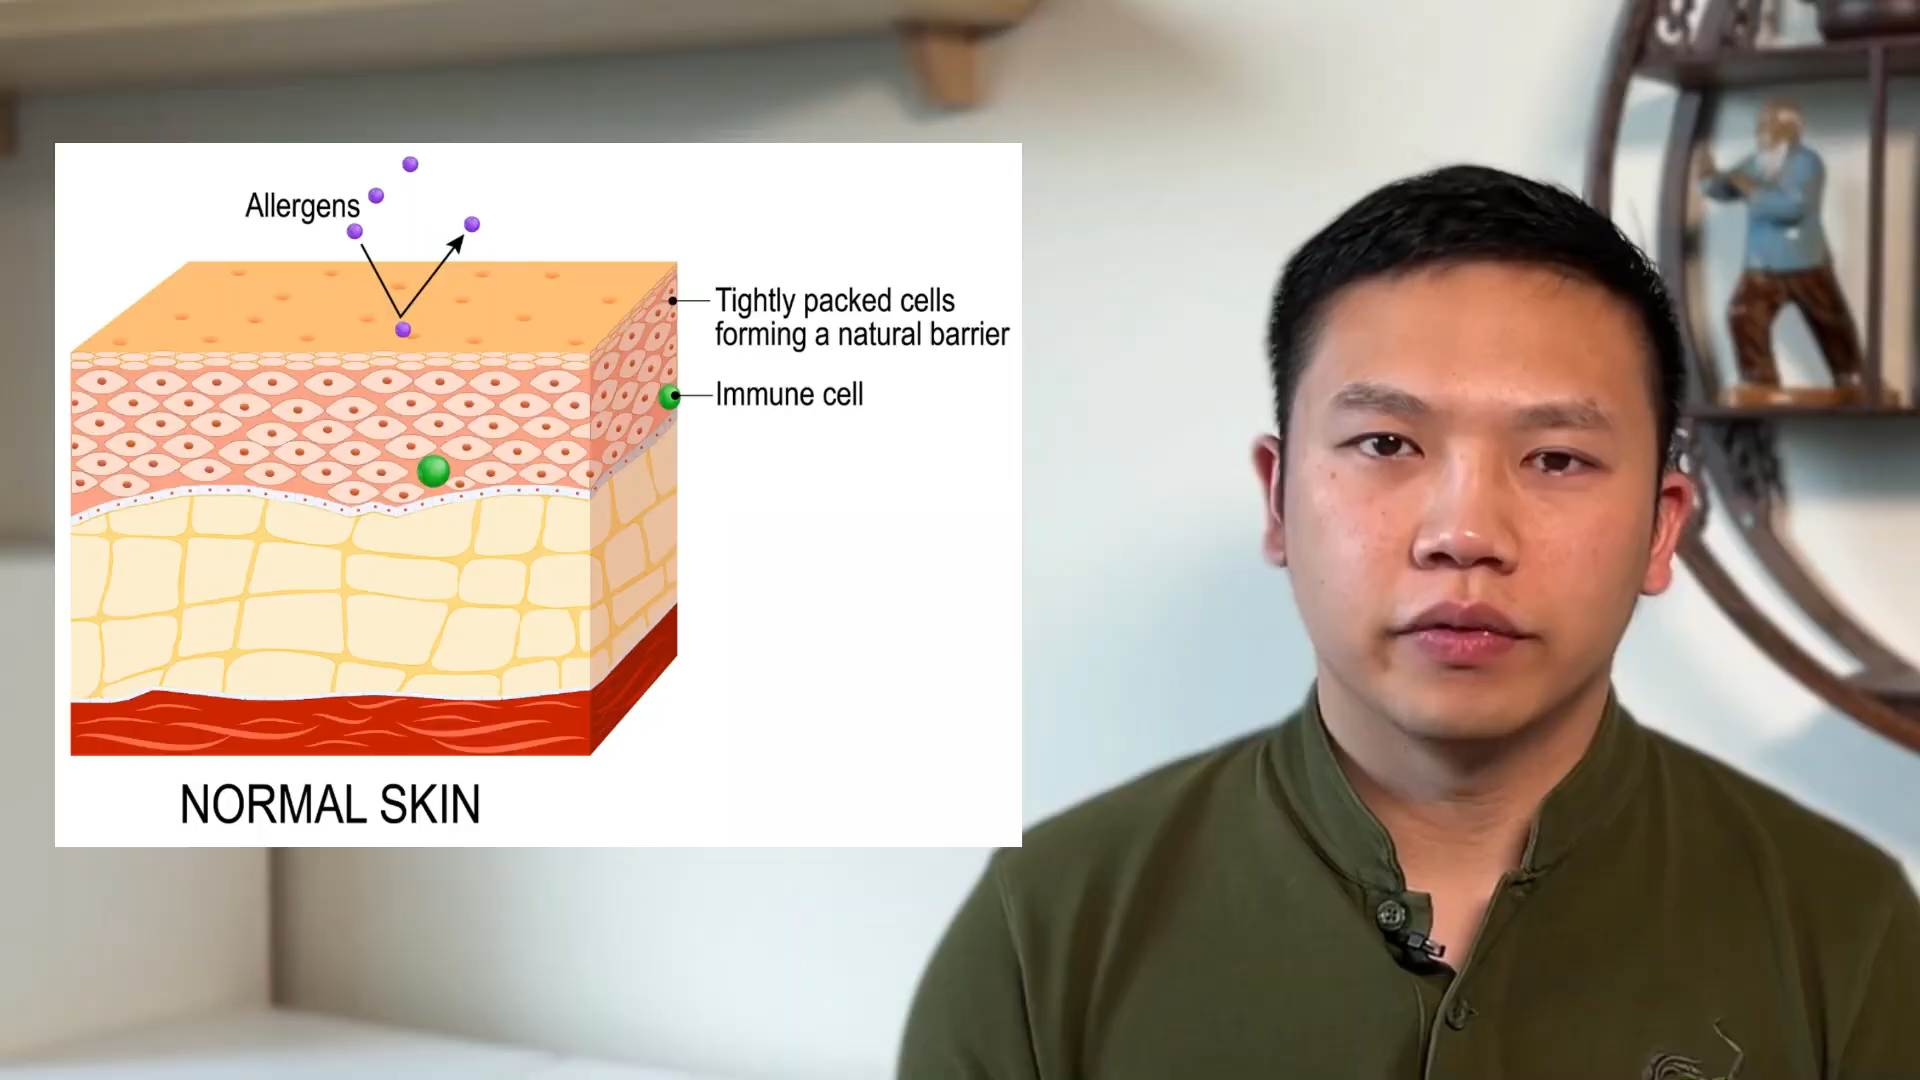 Allergens
Tightly packed cells
forming a natural barrier
Immune cell
NORMAL SKIN